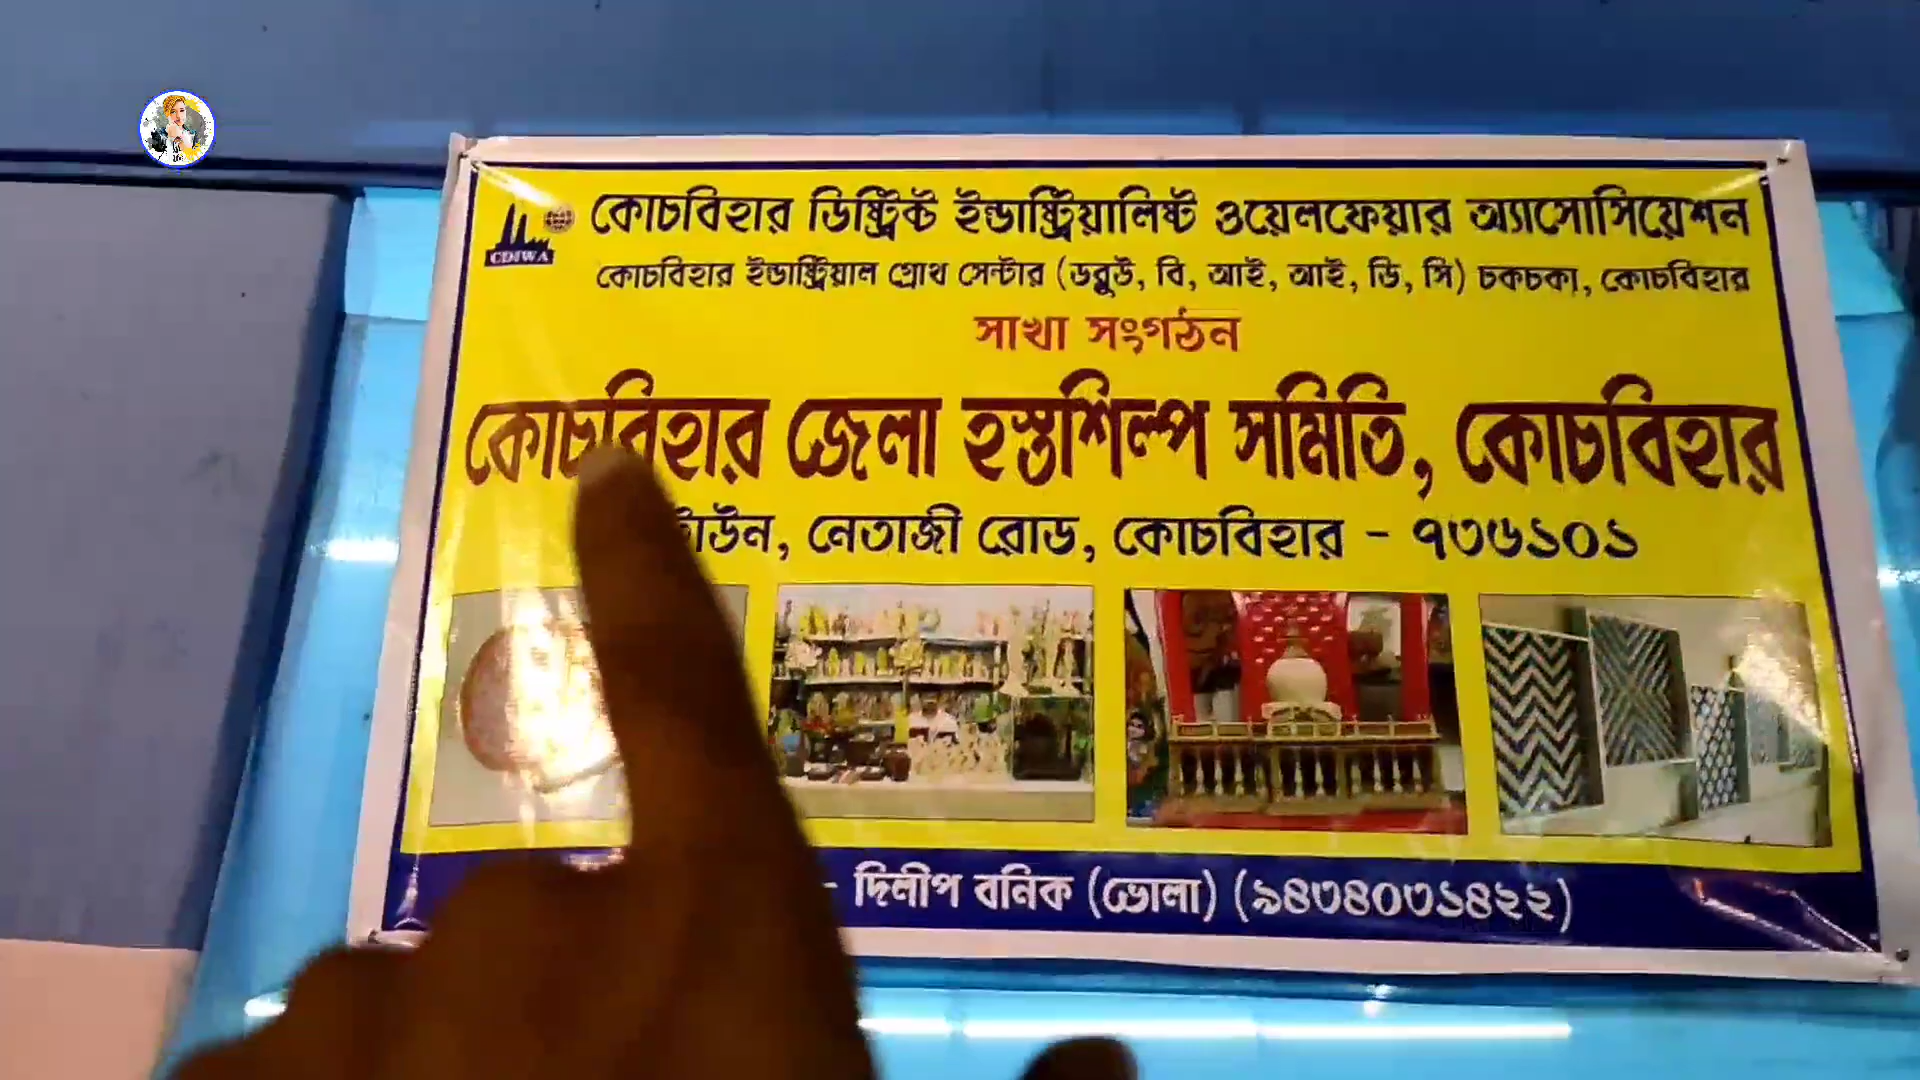 কোচবিহার ডিষ্ট্রিক্ট ইন্ডাষ্ট্রিয়ালিষ্ট ওয়েলফেয়ার অ্যাসোসিয়েশন
CDIWA
কোচবিহার ইন্ডাষ্ট্রিয়াল গ্রোথ সেন্টার (ডব্লুউ, বি, আই, আই, ডি, সি) চকচকা, কোচবিহার
সাখা সংগঠন
কোচবিহার জেলা হস্তশিল্প সমিতি, কোচবিহার
টাউন, নেতাজী রোড, কোচবিহার - ৭৩৬১০১
- দিলীপ বনিক (ভোলা) (৯৪৩৪০৩১৪২২)